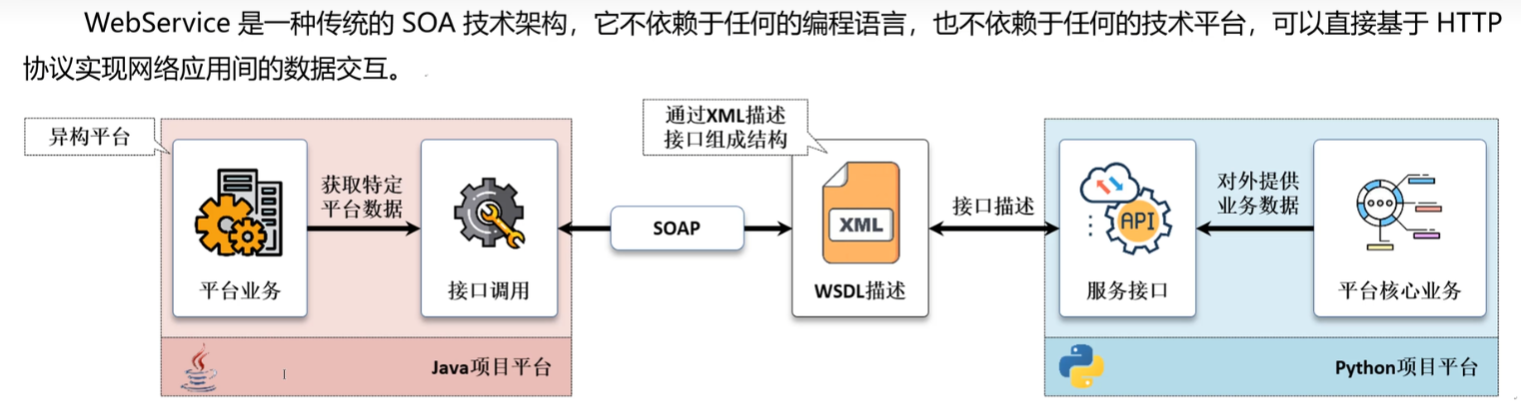 WebService 是一种传统的 SOA 技术架构，它不依赖于任何的编程语言，也不依赖于任何的技术平台，可以直接基于 HTTP
协议实现网络应用间的数据交互。
异构平台
平台业务
获取特定
平台数据
接口调用
Java项目平台
SOAP
通过XML描述
接口组成结构
XML
WSDL描述
接口描述
API
服务接口
对外提供
业务数据
平台核心业务
Python项目平台